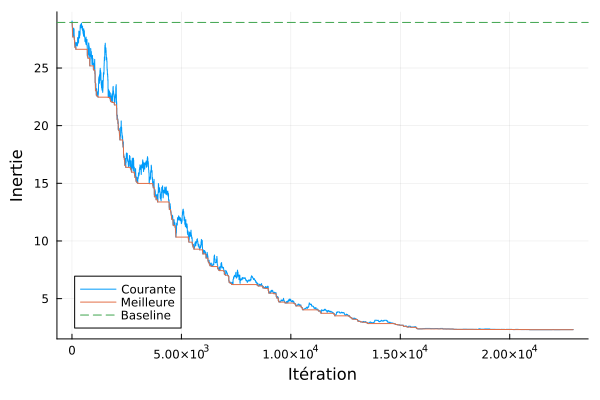 25
20
15
10
5
0
5.00×10³
1.00×10⁴
1.50×10⁴
2.00×10⁴
Inertie
Itération
Courante
Meilleure
Baseline